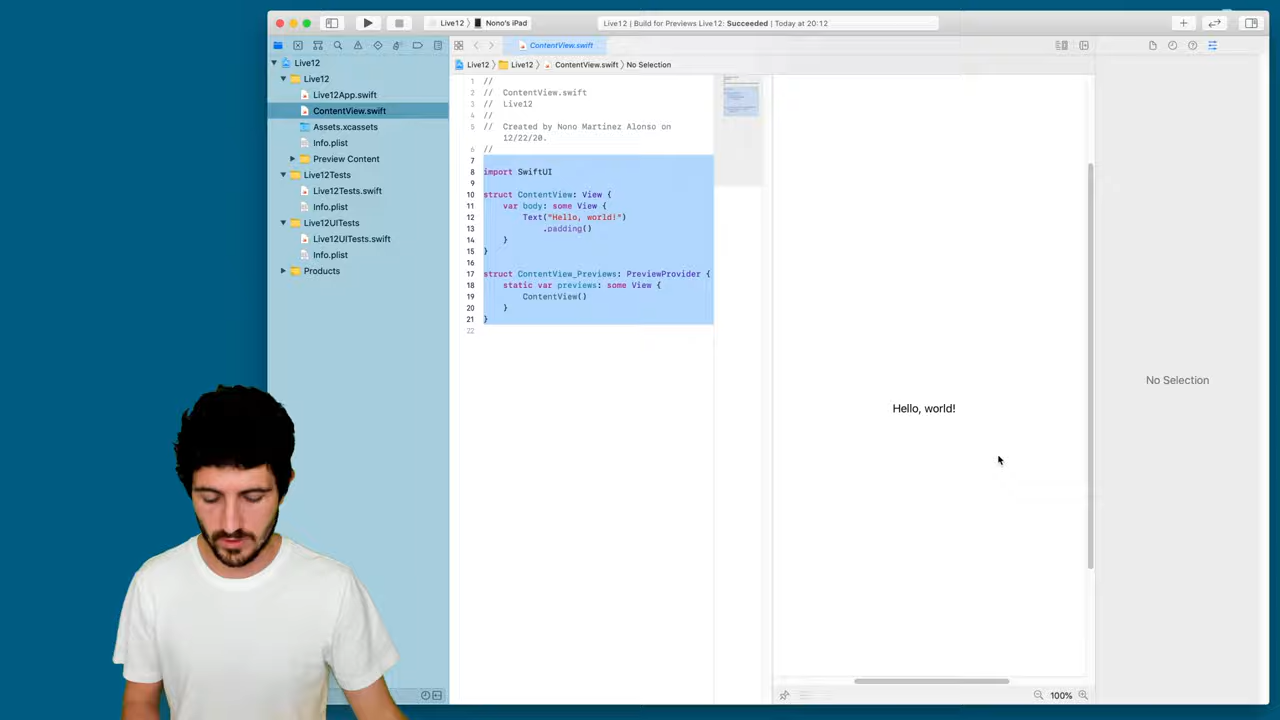 Live12 〉 Nono's iPad
Live12 | Build for Previews Live12: Succeeded | Today at 20:12
ContentView.swift
Live12
Live12 〉 Live12 〉 ContentView.swift 〉 No Selection
Live12
Live12App.swift
ContentView.swift
Assets.xcassets
Info.plist
Preview Content
Live12Tests
Live12Tests.swift
Info.plist
Live12UITests
Live12UITests.swift
Info.plist
Products
1 //
2 //  ContentView.swift
3 //  Live12
4 //
5 //  Created by Nono Martínez Alonso on
12/22/20.
6 //
7
8 import SwiftUI
9
10 struct ContentView: View {
11     var body: some View {
12         Text("Hello, world!")
13             .padding()
14     }
15 }
16
17 struct ContentView_Previews: PreviewProvider {
18     static var previews: some View {
19         ContentView()
20     }
21 }
22
Hello, world!
No Selection
100%